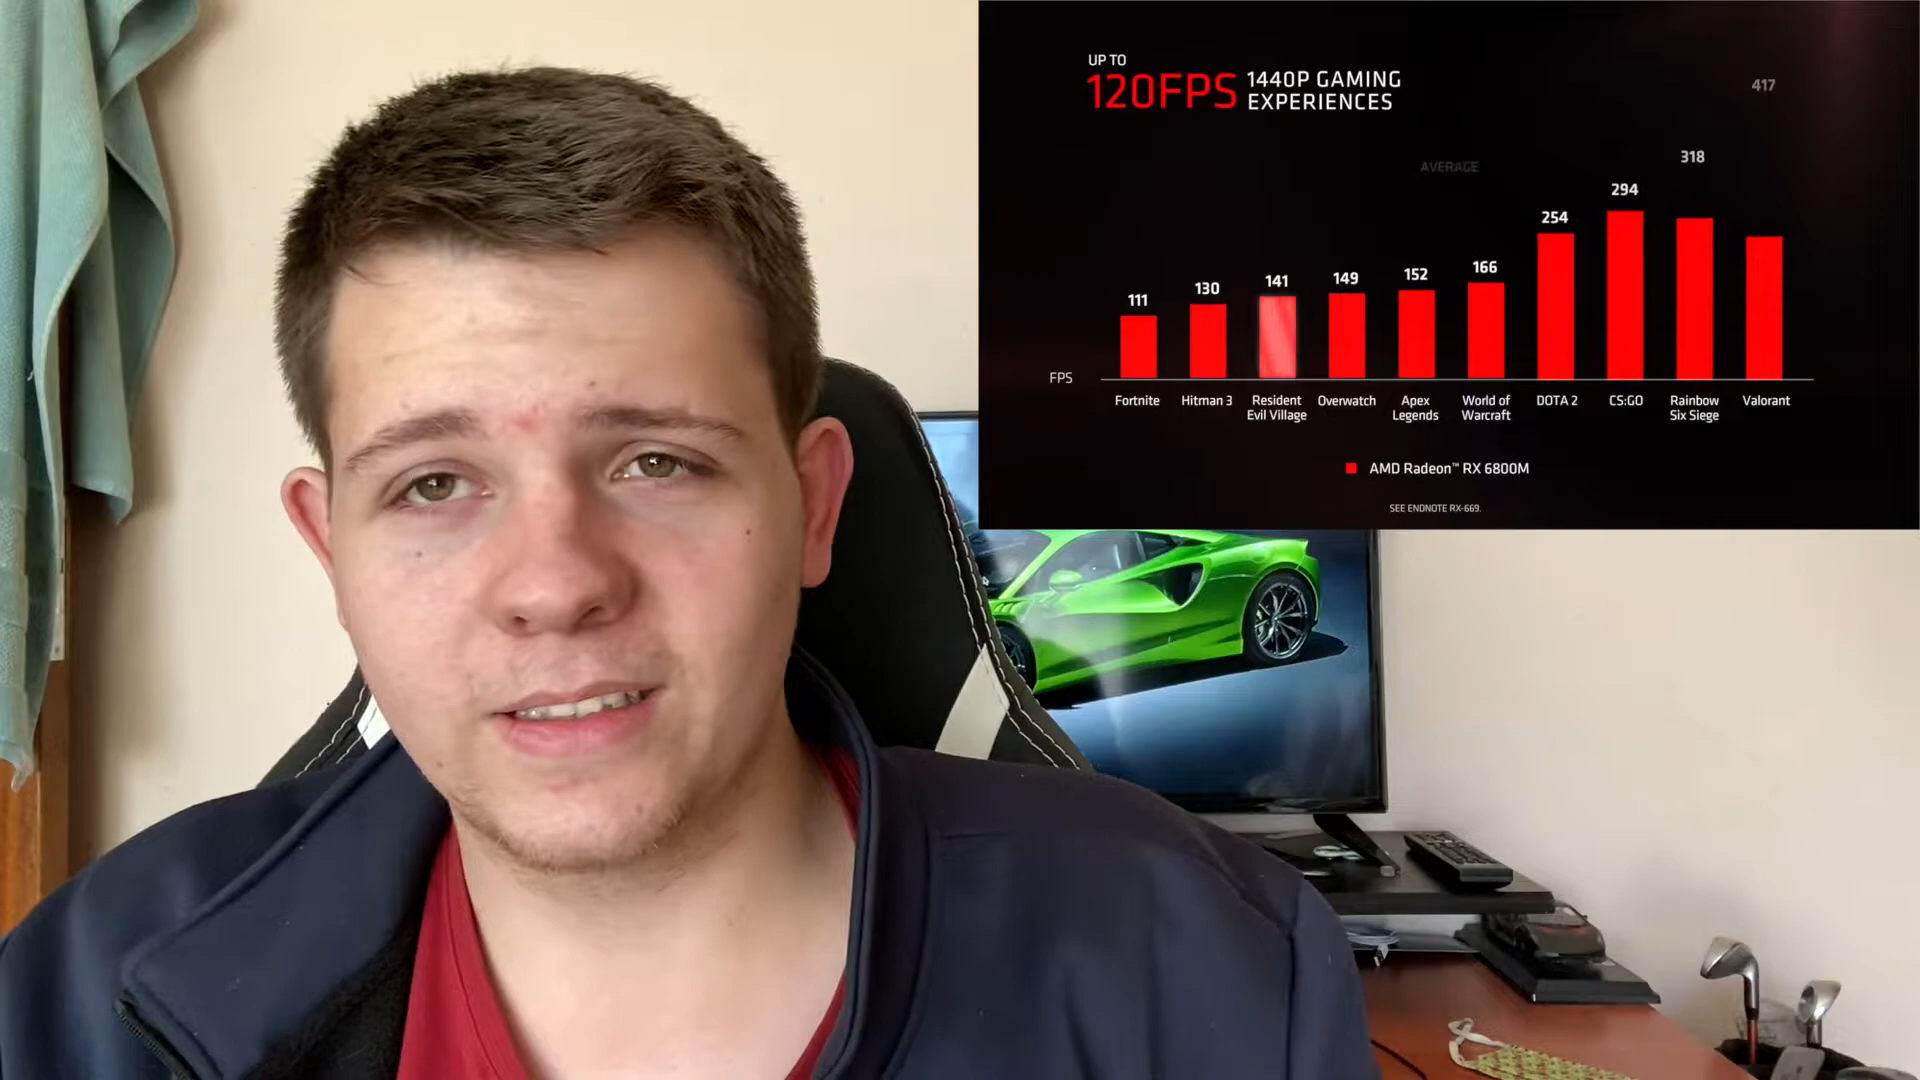 UP TO
120FPS
1440P GAMING
EXPERIENCES
417
318
AVERAGE
294
254
166
152
149
141
130
111
FPS
Fortnite
Hitman 3
Resident
Evil Village
Overwatch
Apex
Legends
World of
Warcraft
DOTA 2
CS:GO
Rainbow
Six Siege
Valorant
AMD Radeon™ RX 6800M
SEE ENDNOTE RX-669.